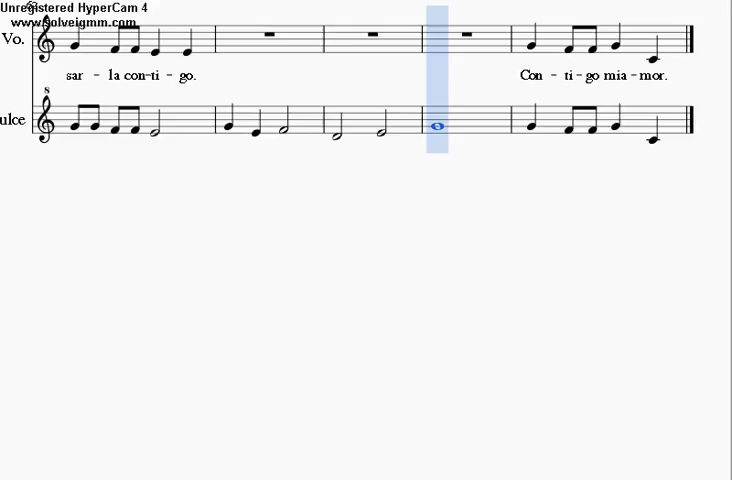 Unregistered HyperCam 4
www.solveigmm.com
Vo.
sar - la con-ti - go.
Con - ti - go mia - mor.
8
ulce